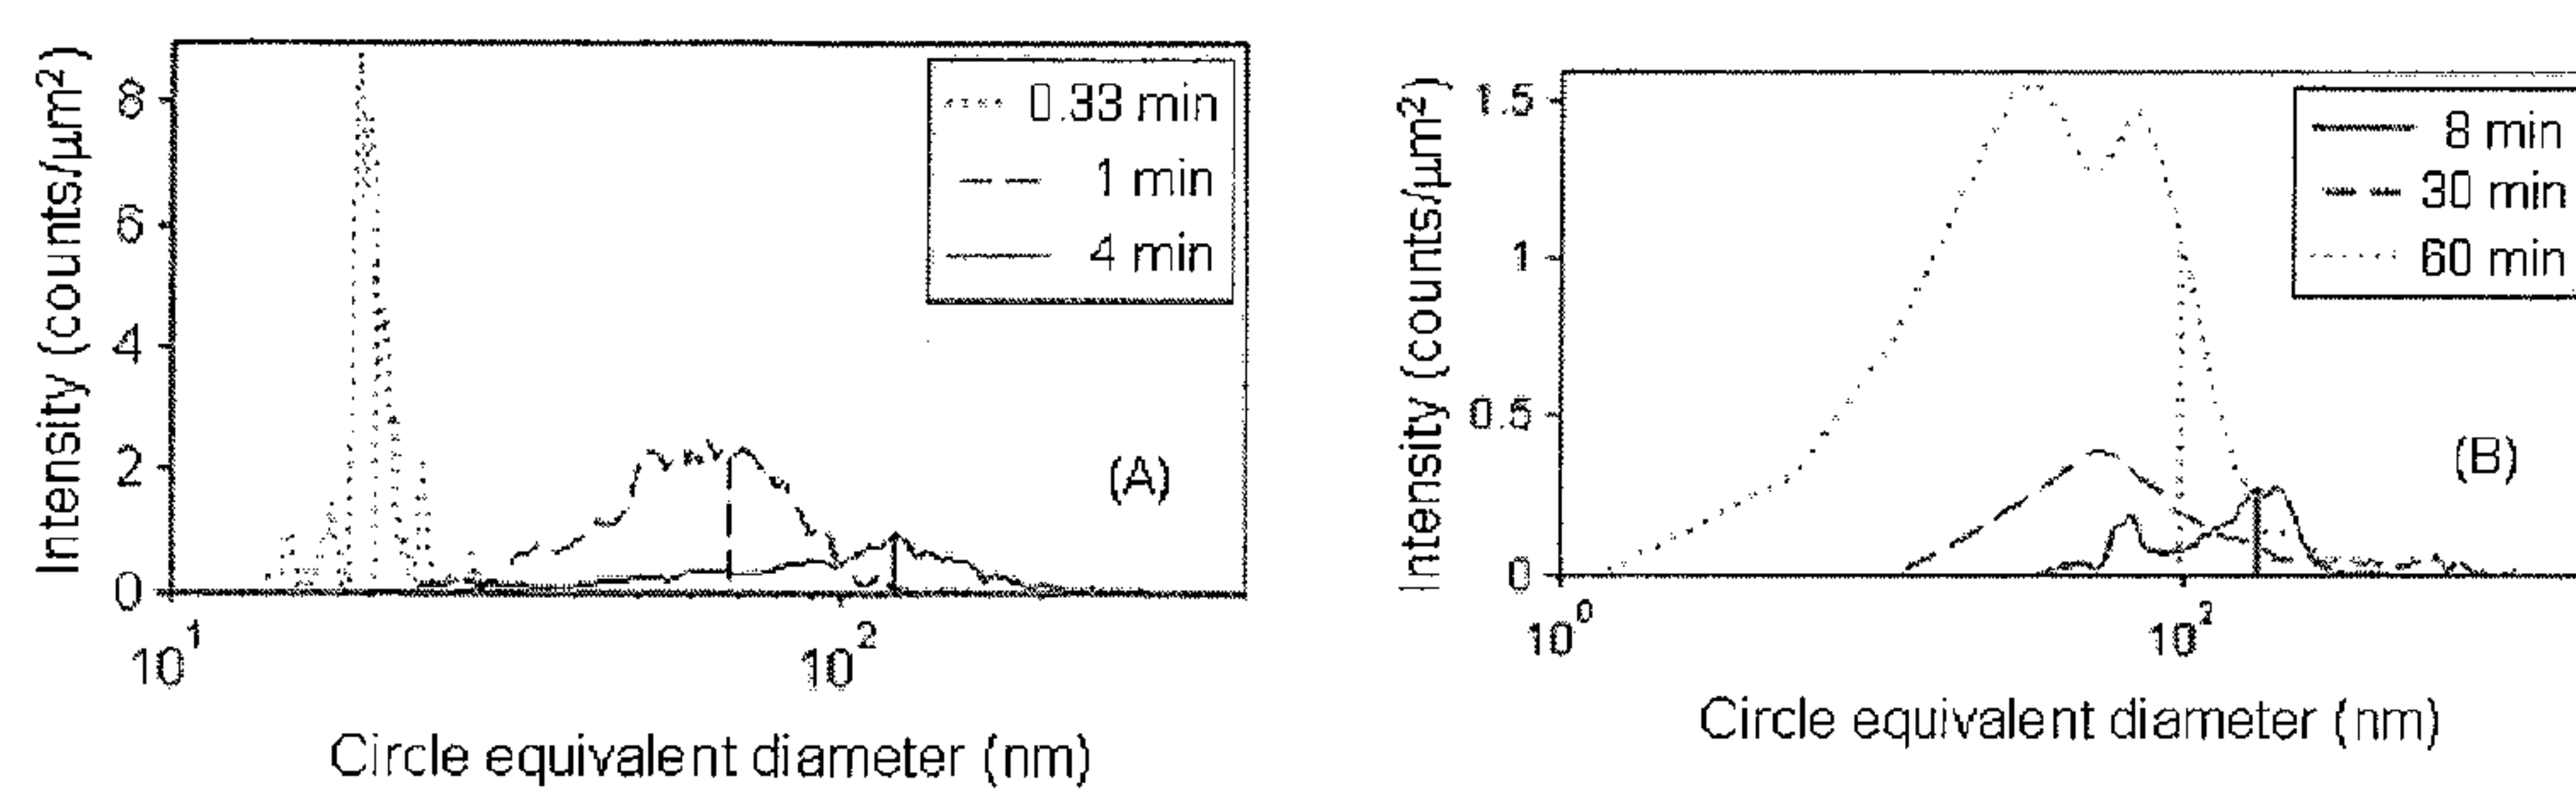 Intensity (counts/μm²)
8
6
4
2
0
10¹
10²
Circle equivalent diameter (nm)
0.33 min
1 min
4 min
(A)
Intensity (counts/μm²)
1.5
1
0.5
0
10⁰
10²
Circle equivalent diameter (nm)
8 min
30 min
60 min
(B)